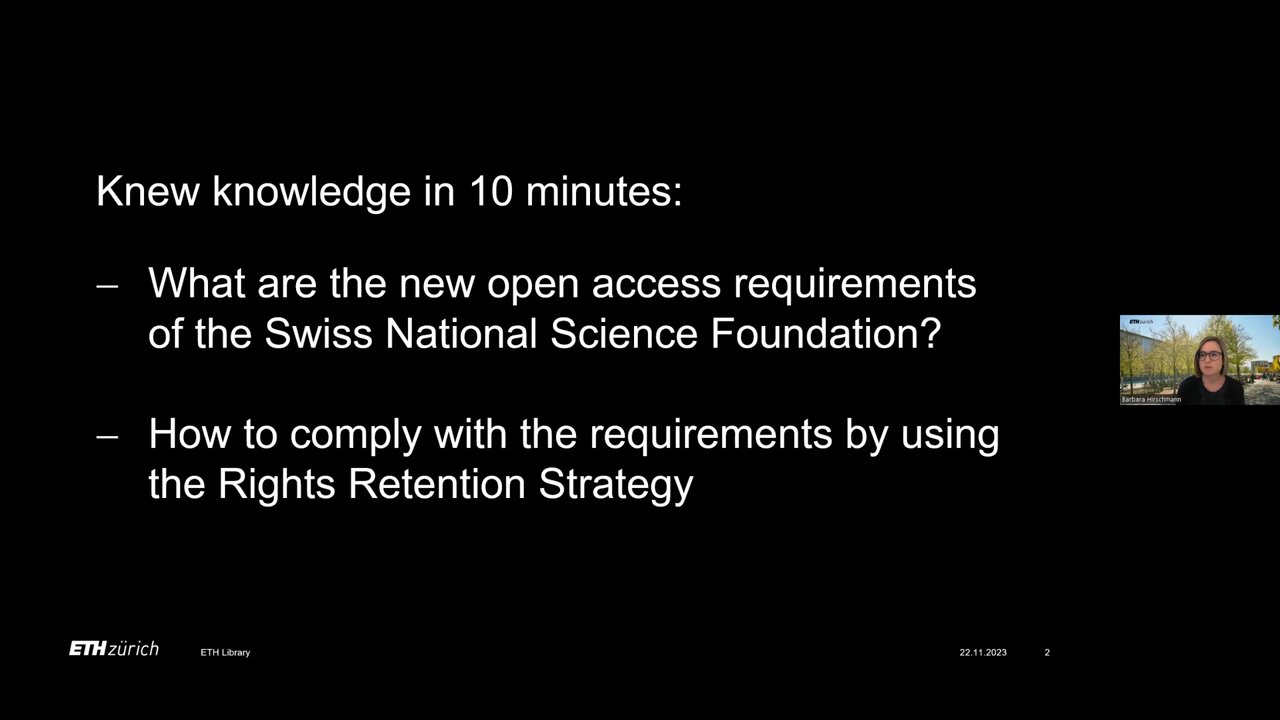 Knew knowledge in 10 minutes:
– What are the new open access requirements
of the Swiss National Science Foundation?
– How to comply with the requirements by using
the Rights Retention Strategy
ETHzürich
Barbara Hirschmann
ETH zürich ETH Library 22.11.2023 2